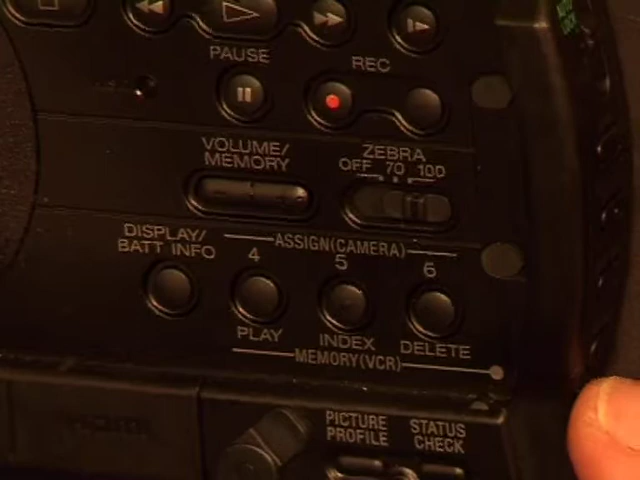 PAUSE
REC
VOLUME/
MEMORY
ZEBRA
OFF 70 100
DISPLAY/
BATT INFO
ASSIGN(CAMERA)
4 5 6
PLAY INDEX DELETE
MEMORY(VCR)
PICTURE
PROFILE
STATUS
CHECK